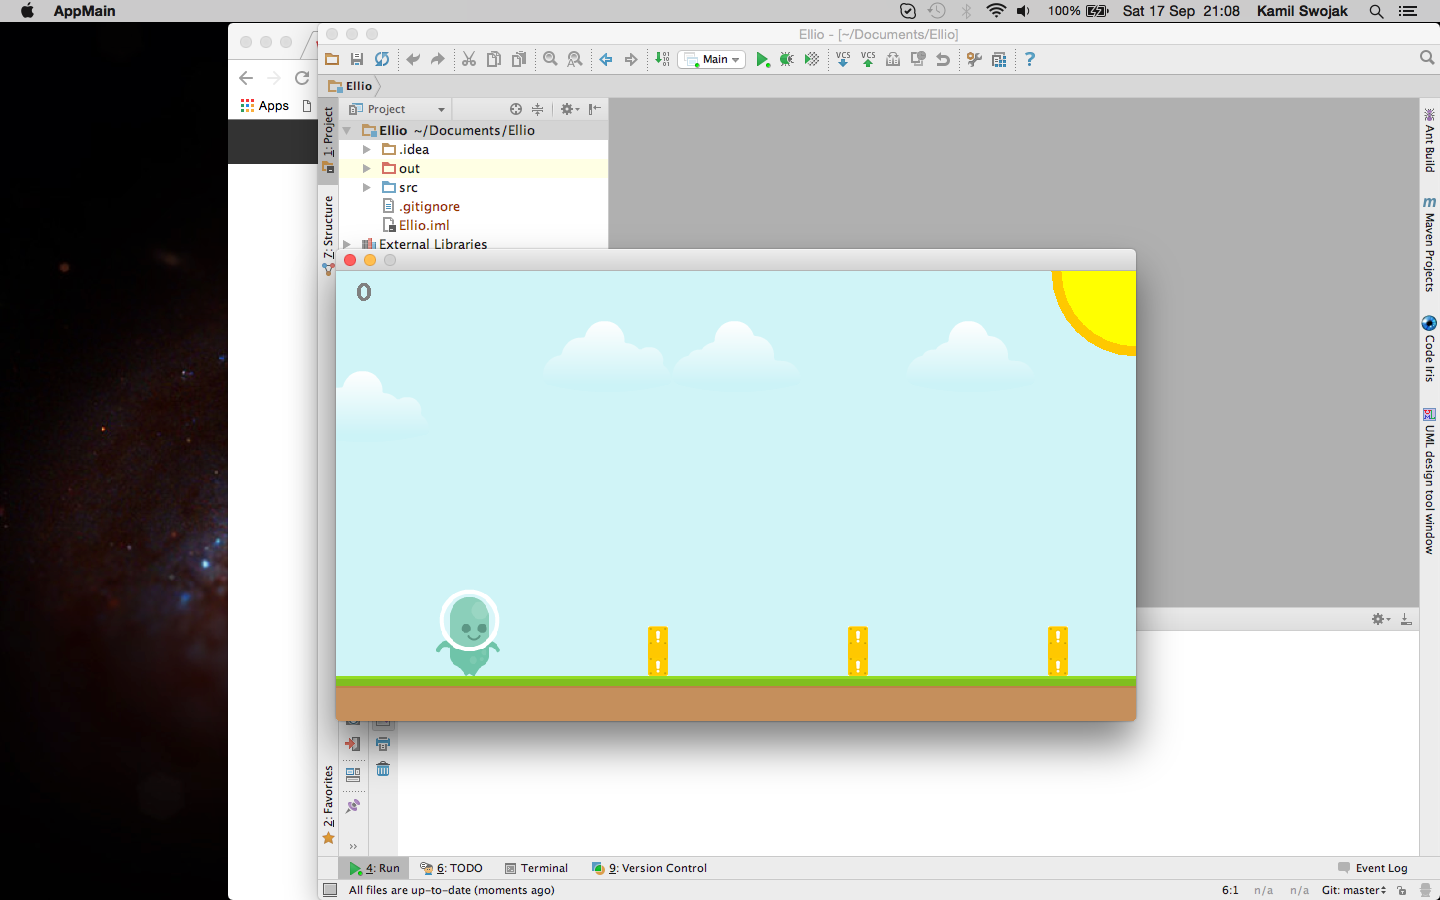 AppMain
100%
Sat 17 Sep 21:08
Kamil Swojak
Ellio - [~/Documents/Ellio]
Main
VCS
VCS
Apps
Ellio
Project
1: Project
Ellio ~/Documents/Ellio
.idea
out
src
.gitignore
Ellio.iml
External Libraries
Z: Structure
Ant Build
m
Maven Projects
Code Iris
UML design tool window
0
!
!
!
!
!
!
2: Favorites
4: Run
6: TODO
Terminal
9: Version Control
Event Log
All files are up-to-date (moments ago)
6:1
n/a
n/a
Git: master